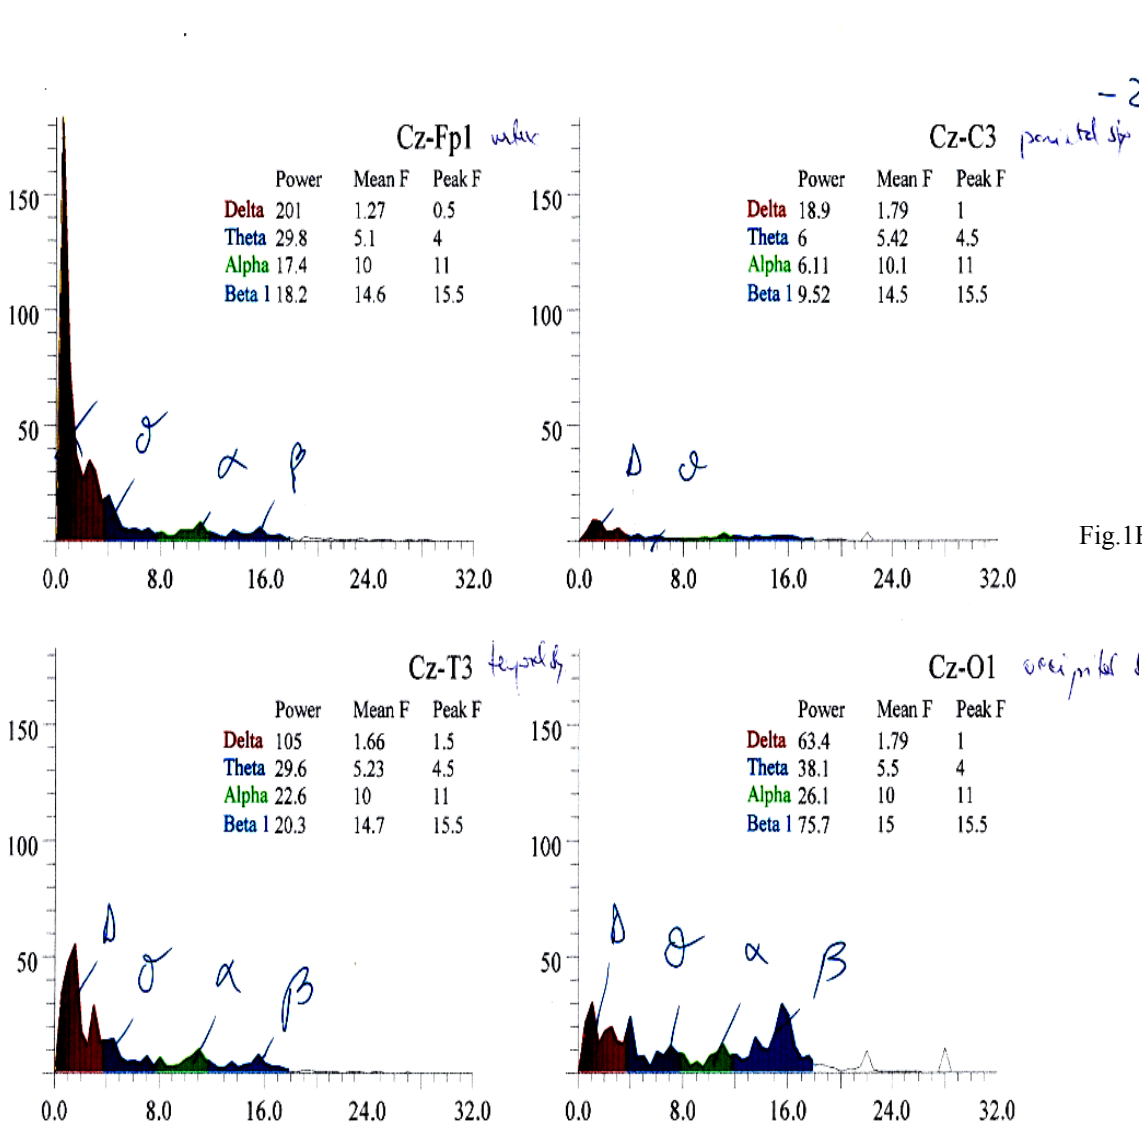 - 2
Cz-Fp1
Power Mean F Peak F
Delta 201 1.27 0.5
Theta 29.8 5.1 4
Alpha 17.4 10 11
Beta 1 18.2 14.6 15.5
150
100
50
ϑ α β
0.0 8.0 16.0 24.0 32.0
Cz-C3 parietal
Power Mean F Peak F
Delta 18.9 1.79 1
Theta 6 5.42 4.5
Alpha 6.11 10.1 11
Beta 1 9.52 14.5 15.5
150
100
50
Δ ϑ
0.0 8.0 16.0 24.0 32.0
Fig.1
Cz-T3
Power Mean F Peak F
Delta 105 1.66 1.5
Theta 29.6 5.23 4.5
Alpha 22.6 10 11
Beta 1 20.3 14.7 15.5
150
100
50
Δ ϑ α β
0.0 8.0 16.0 24.0 32.0
Cz-O1 occipital
Power Mean F Peak F
Delta 63.4 1.79 1
Theta 38.1 5.5 4
Alpha 26.1 10 11
Beta 1 75.7 15 15.5
150
100
50
Δ ϑ α β
0.0 8.0 16.0 24.0 32.0